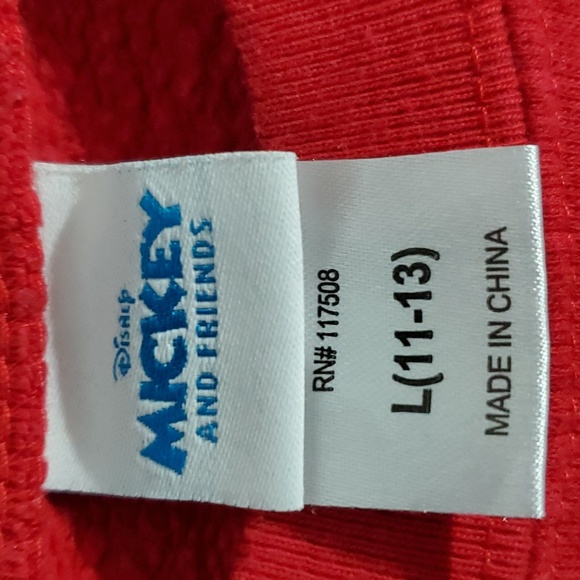 Disney
MICKEY
AND FRIENDS
RN# 117508
L(11-13)
MADE IN CHINA